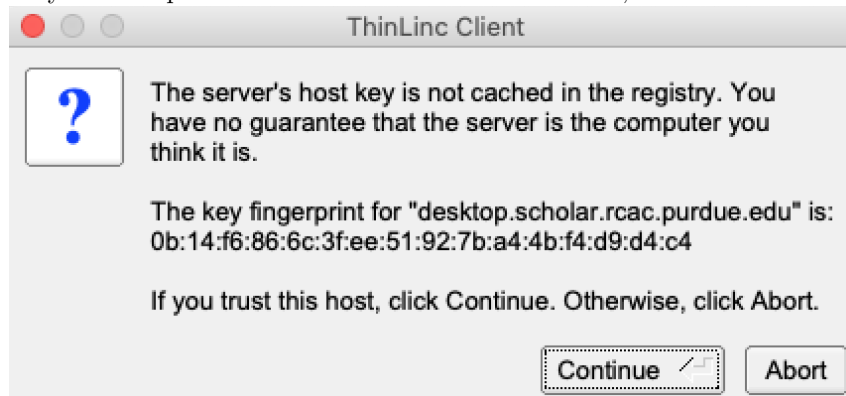 ThinLinc Client
?
The server's host key is not cached in the registry. You
have no guarantee that the server is the computer you
think it is.
The key fingerprint for "desktop.scholar.rcac.purdue.edu" is:
0b:14:f6:86:6c:3f:ee:51:92:7b:a4:4b:f4:d9:d4:c4
If you trust this host, click Continue. Otherwise, click Abort.
Continue
Abort